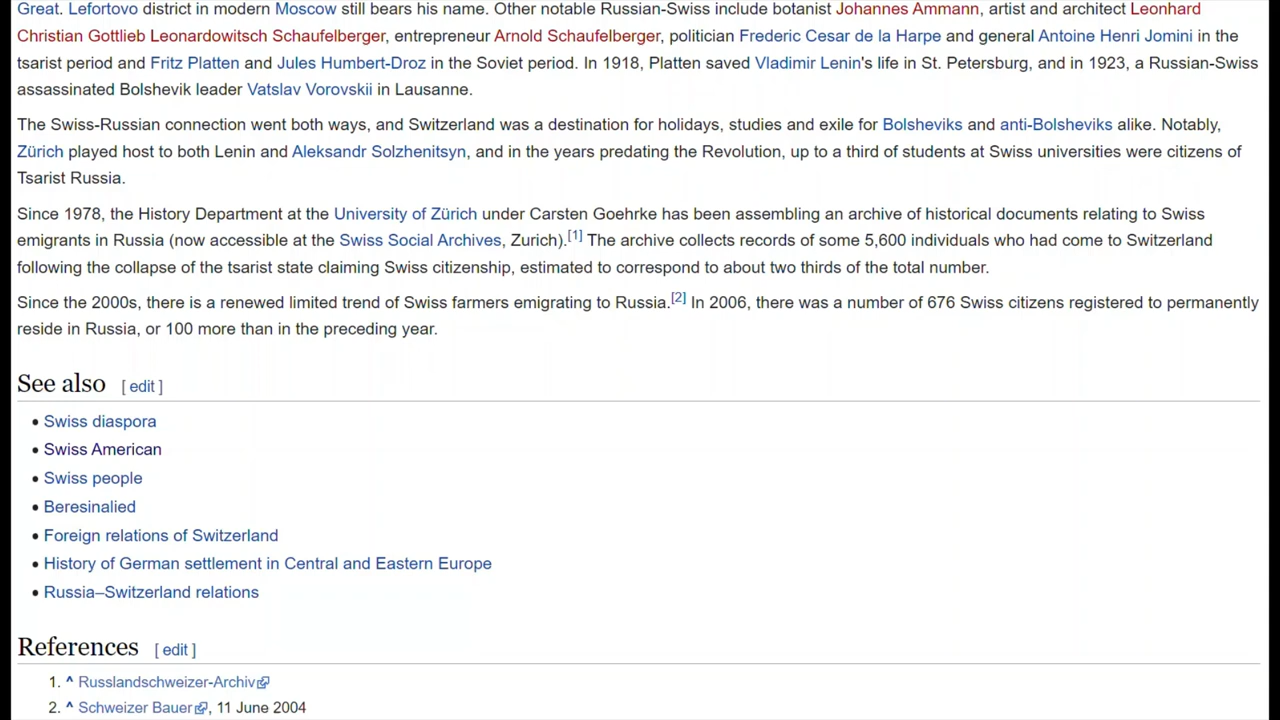 Great. Lefortovo district in modern Moscow still bears his name. Other notable Russian-Swiss include botanist Johannes Ammann, artist and architect Leonhard
Christian Gottlieb Leonardowitsch Schaufelberger, entrepreneur Arnold Schaufelberger, politician Frederic Cesar de la Harpe and general Antoine Henri Jomini in the
tsarist period and Fritz Platten and Jules Humbert-Droz in the Soviet period. In 1918, Platten saved Vladimir Lenin's life in St. Petersburg, and in 1923, a Russian-Swiss
assassinated Bolshevik leader Vatslav Vorovskii in Lausanne.
The Swiss-Russian connection went both ways, and Switzerland was a destination for holidays, studies and exile for Bolsheviks and anti-Bolsheviks alike. Notably,
Zürich played host to both Lenin and Aleksandr Solzhenitsyn, and in the years predating the Revolution, up to a third of students at Swiss universities were citizens of
Tsarist Russia.
Since 1978, the History Department at the University of Zürich under Carsten Goehrke has been assembling an archive of historical documents relating to Swiss
emigrants in Russia (now accessible at the Swiss Social Archives, Zurich).[1] The archive collects records of some 5,600 individuals who had come to Switzerland
following the collapse of the tsarist state claiming Swiss citizenship, estimated to correspond to about two thirds of the total number.
Since the 2000s, there is a renewed limited trend of Swiss farmers emigrating to Russia.[2] In 2006, there was a number of 676 Swiss citizens registered to permanently
reside in Russia, or 100 more than in the preceding year.
See also [ edit ]
• Swiss diaspora
• Swiss American
• Swiss people
• Beresinalied
• Foreign relations of Switzerland
• History of German settlement in Central and Eastern Europe
• Russia–Switzerland relations
References [ edit ]
1. ^ Russlandschweizer-Archiv
2. ^ Schweizer Bauer, 11 June 2004